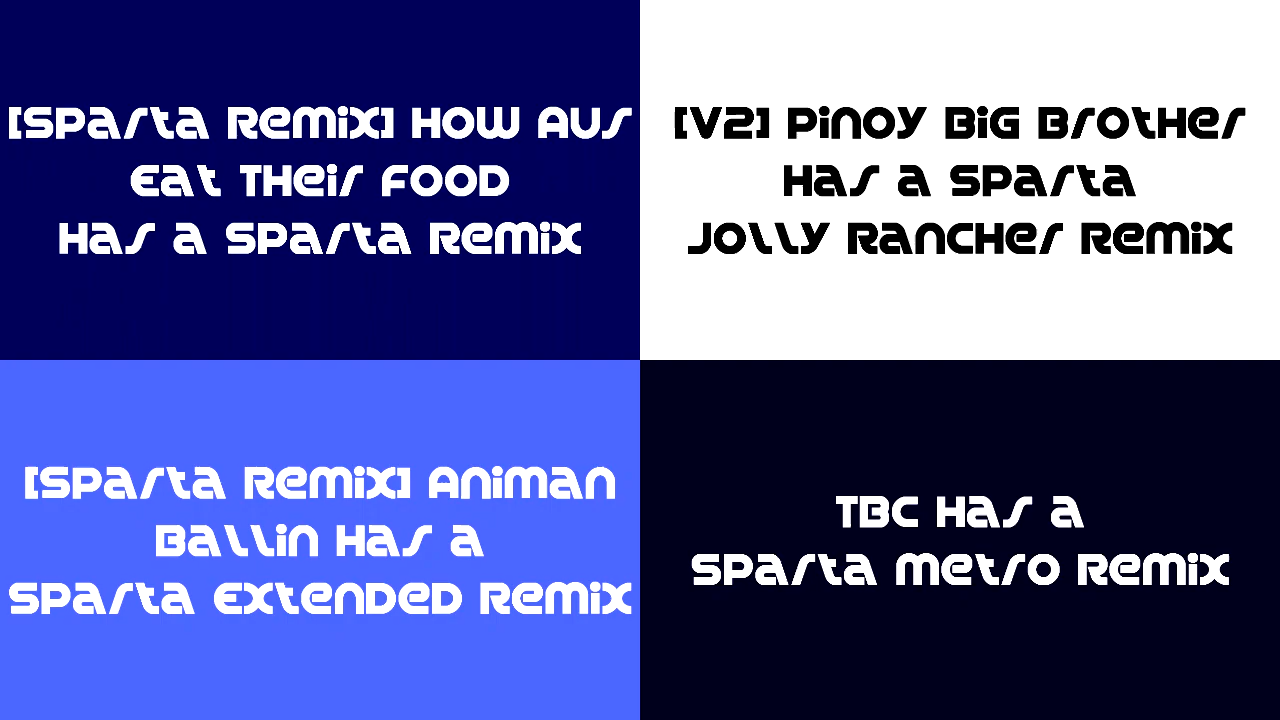 [Sparta Remix] How AUs
Eat Their Food
Has a Sparta Remix
[V2] Pinoy Big Brother
Has a Sparta
Jolly Rancher Remix
[Sparta Remix] Animan
Ballin Has a
Sparta Extended Remix
TBC Has a
Sparta Metro Remix